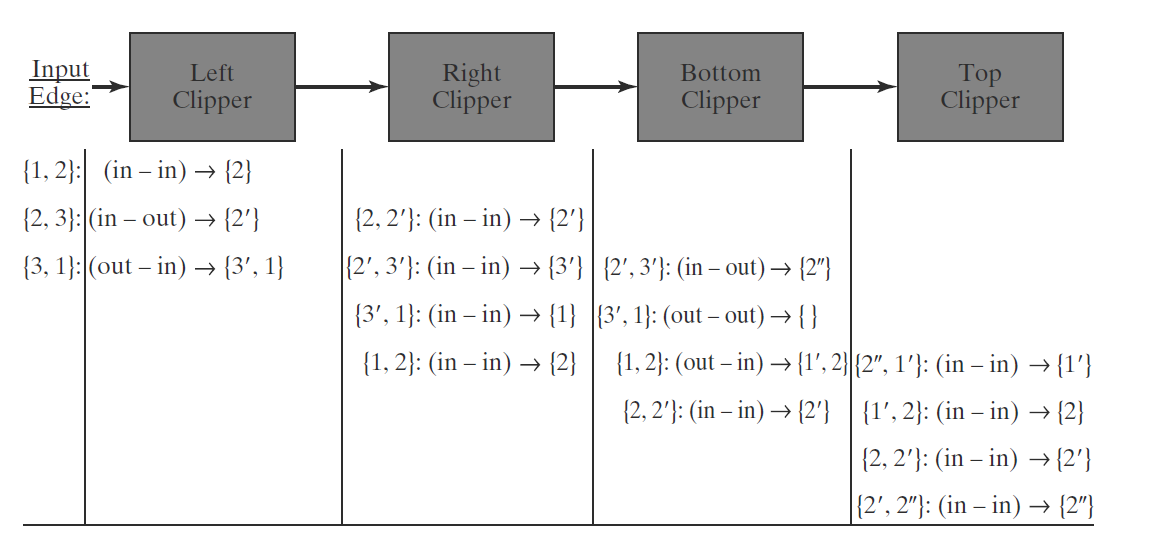 Input
Edge:
Left
Clipper
Right
Clipper
Bottom
Clipper
Top
Clipper
{1, 2}: (in – in) → {2}
{2, 3}: (in – out) → {2′} {2, 2′}: (in – in) → {2′}
{3, 1}: (out – in) → {3′, 1} {2′, 3′}: (in – in) → {3′} {2′, 3′}: (in – out) → {2″}
{3′, 1}: (in – in) → {1} {3′, 1}: (out – out) → { }
{1, 2}: (in – in) → {2} {1, 2}: (out – in) → {1′, 2} {2″, 1′}: (in – in) → {1′}
{2, 2′}: (in – in) → {2′} {1′, 2}: (in – in) → {2}
{2, 2′}: (in – in) → {2′}
{2′, 2″}: (in – in) → {2″}